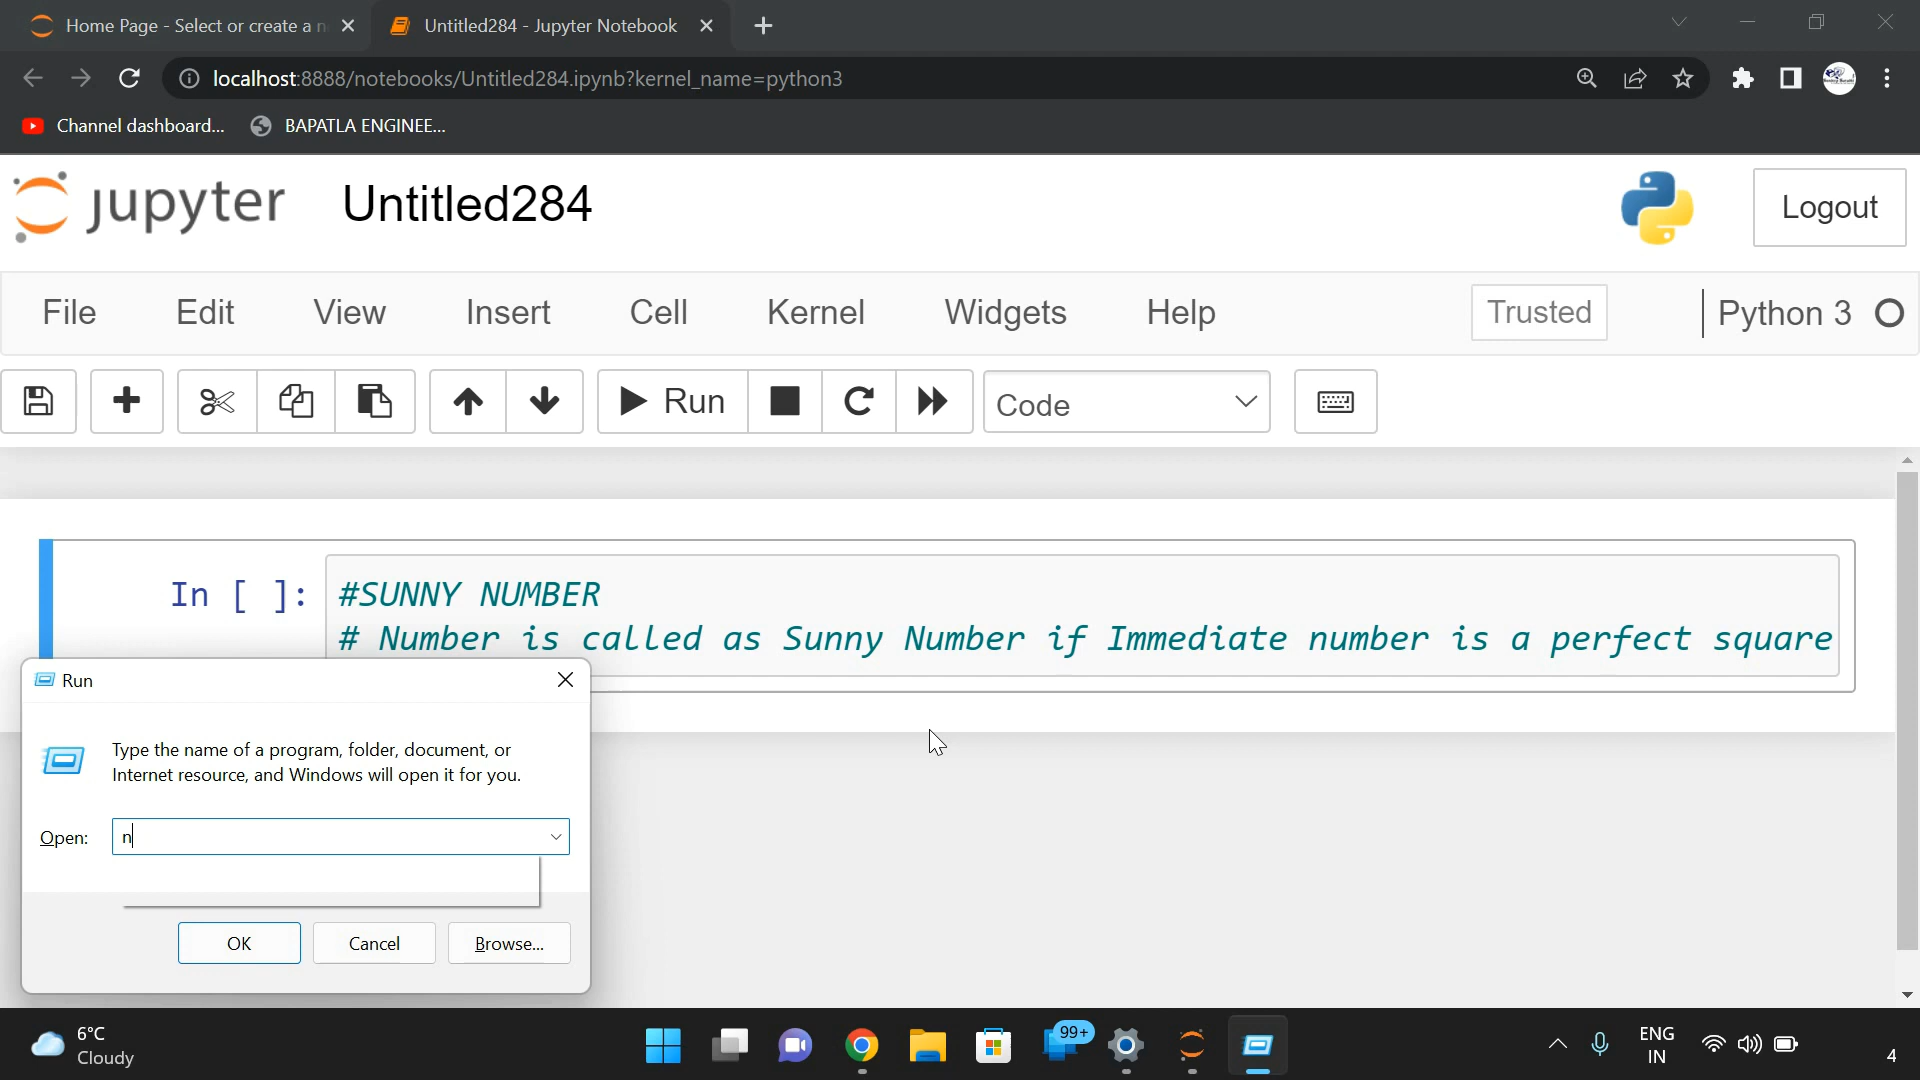 Home Page - Select or create a n
Untitled284 - Jupyter Notebook
localhost:8888/notebooks/Untitled284.ipynb?kernel_name=python3
Channel dashboard...
BAPATLA ENGINEE...
jupyter
Untitled284
Logout
File
Edit
View
Insert
Cell
Kernel
Widgets
Help
Trusted
Python 3
Run
Code
In [ ]:
#SUNNY NUMBER
# Number is called as Sunny Number if Immediate number is a perfect square
Run
Type the name of a program, folder, document, or
Internet resource, and Windows will open it for you.
Open:
n
OK
Cancel
Browse...
6°C
Cloudy
99+
ENG
IN
4